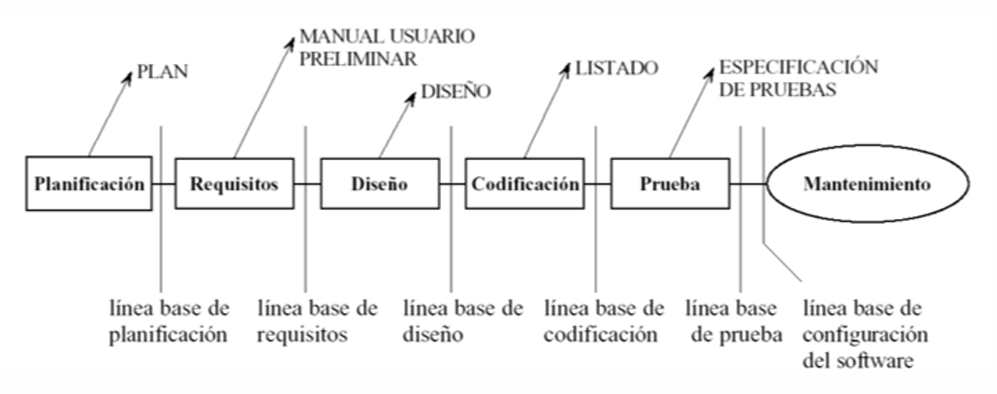 PLAN
MANUAL USUARIO
PRELIMINAR
DISEÑO
LISTADO
ESPECIFICACIÓN
DE PRUEBAS
Planificación
Requisitos
Diseño
Codificación
Prueba
Mantenimiento
línea base de
planificación
línea base de
requisitos
línea base de
diseño
línea base de
codificación
línea base
de prueba
línea base de
configuración
del software